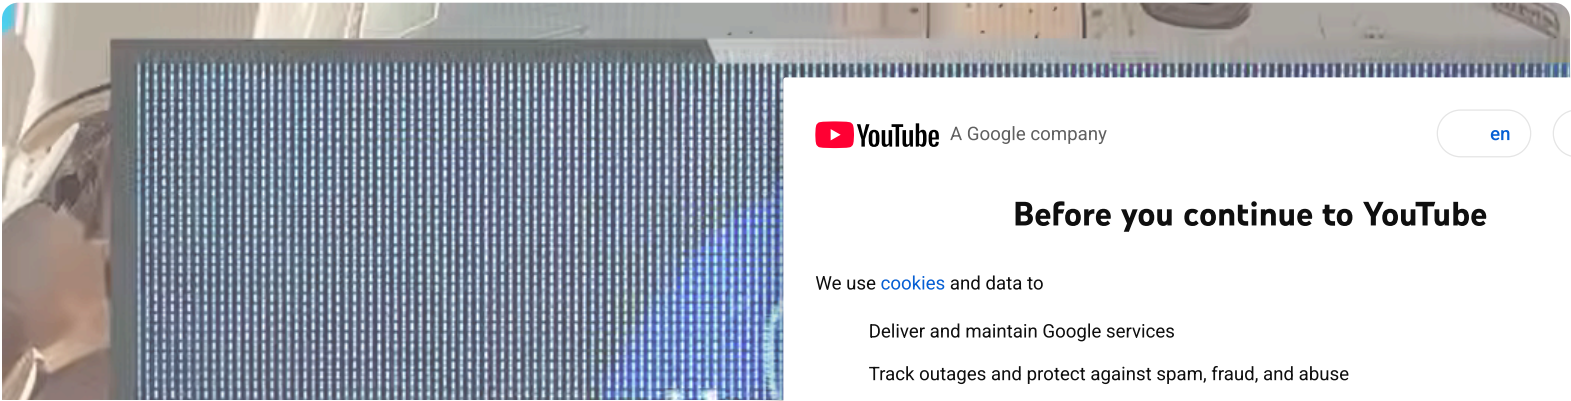 YouTube A Google company
en
Before you continue to YouTube
We use cookies and data to
Deliver and maintain Google services
Track outages and protect against spam, fraud, and abuse